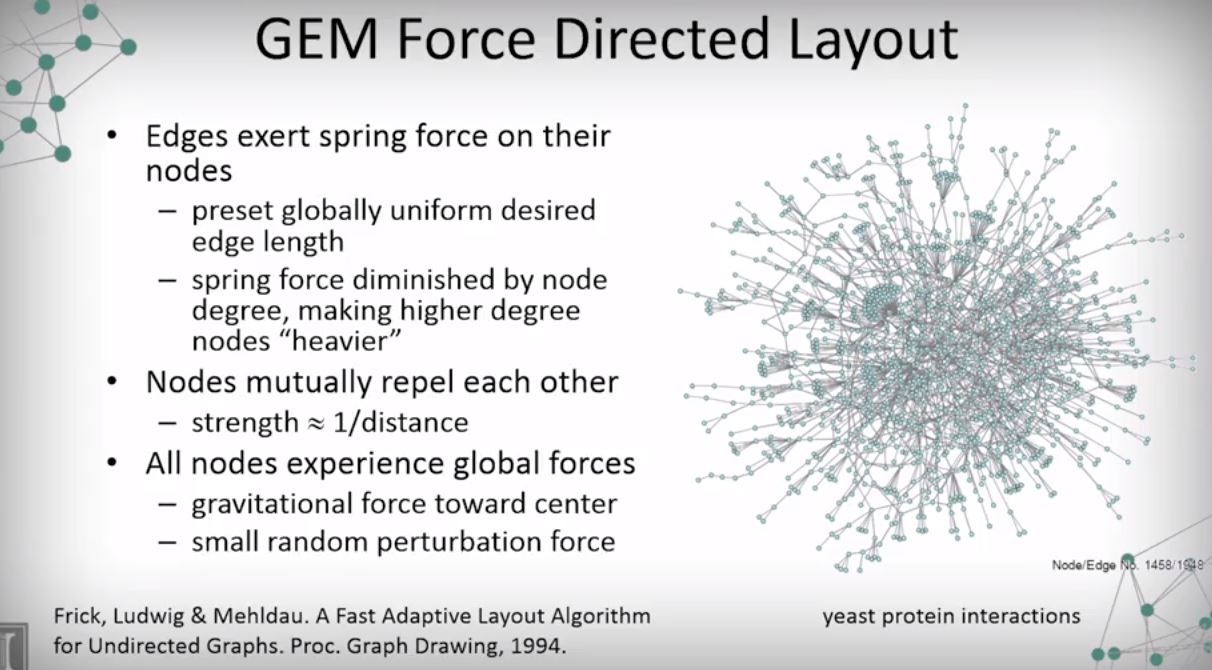 GEM Force Directed Layout
• Edges exert spring force on their
nodes
– preset globally uniform desired
edge length
– spring force diminished by node
degree, making higher degree
nodes “heavier”
• Nodes mutually repel each other
– strength ≈ 1/distance
• All nodes experience global forces
– gravitational force toward center
– small random perturbation force
Node/Edge No. 1458/1948
Frick, Ludwig & Mehldau. A Fast Adaptive Layout Algorithm
for Undirected Graphs. Proc. Graph Drawing, 1994.
yeast protein interactions